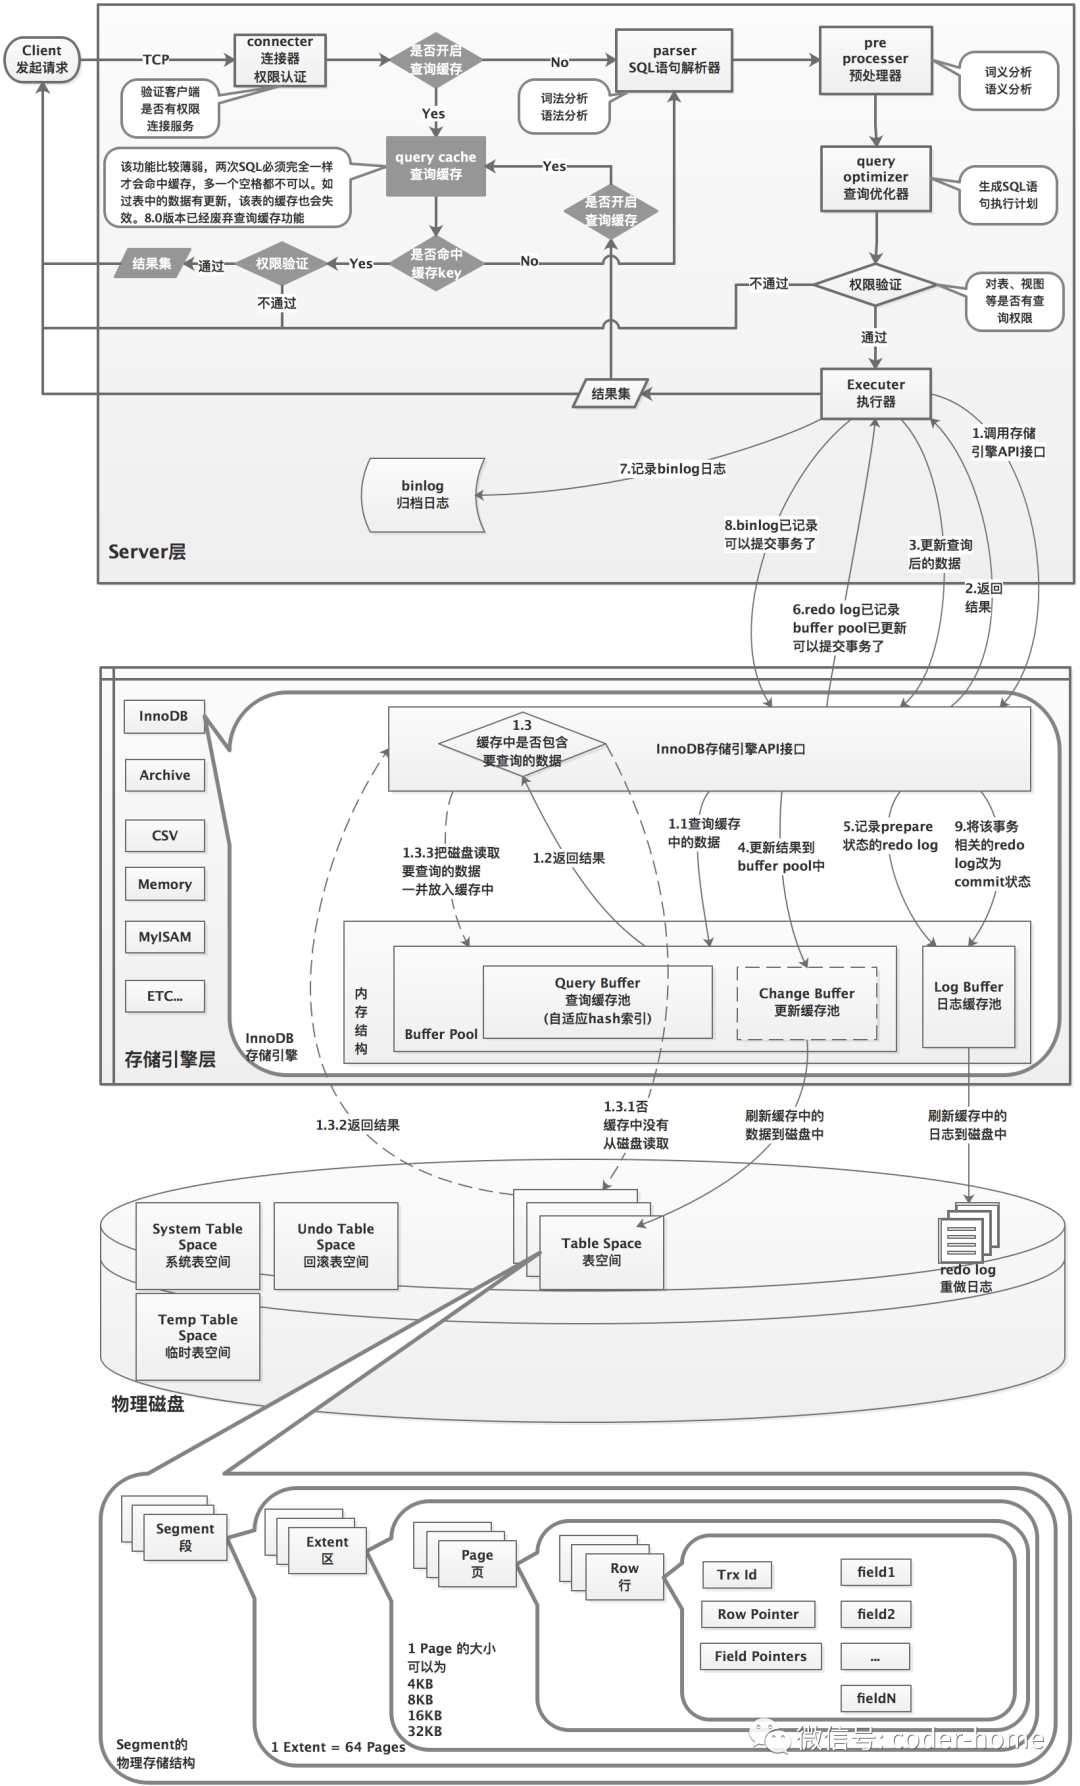 Client
发起请求
TCP
connecter
连接器
权限认证
验证客户端
是否有权限
连接服务
是否开启
查询缓存
No
Yes
parser
SQL语句解析器
词法分析
语法分析
pre
processer
预处理器
词义分析
语义分析
query cache
查询缓存
该功能比较薄弱，两次SQL必须完全一样
才会命中缓存，多一个空格都不可以。如
过表中的数据有更新，该表的缓存也会失
效。8.0版本已经废弃查询缓存功能
Yes
是否开启
查询缓存
query
optimizer
查询优化器
生成SQL语
句执行计划
结果集
通过
权限验证
Yes
是否命中
缓存key
No
不通过
不通过
权限验证
对表、视图
等是否有查
询权限
通过
结果集
Executer
执行器
1.调用存储
引擎API接口
7.记录binlog日志
binlog
归档日志
8.binlog已记录
可以提交事务了
3.更新查询
后的数据
2.返回
结果
6.redo log已记录
buffer pool已更新
可以提交事务了
Server层
InnoDB
Archive
CSV
Memory
MyISAM
ETC...
存储引擎层
1.3
缓存中是否包含
要查询的数据
InnoDB存储引擎API接口
1.3.3把磁盘读取
要查询的数据
一并放入缓存中
1.2返回结果
1.1查询缓存
中的数据
4.更新结果到
buffer pool中
5.记录prepare
状态的redo log
9.将该事务
相关的redo
log改为
commit状态
内
存
结
构
Buffer Pool
Query Buffer
查询缓存池
(自适应hash索引)
Change Buffer
更新缓存池
Log Buffer
日志缓存池
InnoDB
存储引擎
1.3.2返回结果
1.3.1否
缓存中没有
从磁盘读取
刷新缓存中的
数据到磁盘中
刷新缓存中的
日志到磁盘中
System Table
Space
系统表空间
Undo Table
Space
回滚表空间
Temp Table
Space
临时表空间
Table Space
表空间
redo log
重做日志
物理磁盘
Segment
段
Extent
区
Page
页
Row
行
Trx Id
Row Pointer
Field Pointers
field1
field2
...
fieldN
1 Page 的大小
可以为
4KB
8KB
16KB
32KB
1 Extent = 64 Pages
Segment的
物理存储结构
微信号: coder-home